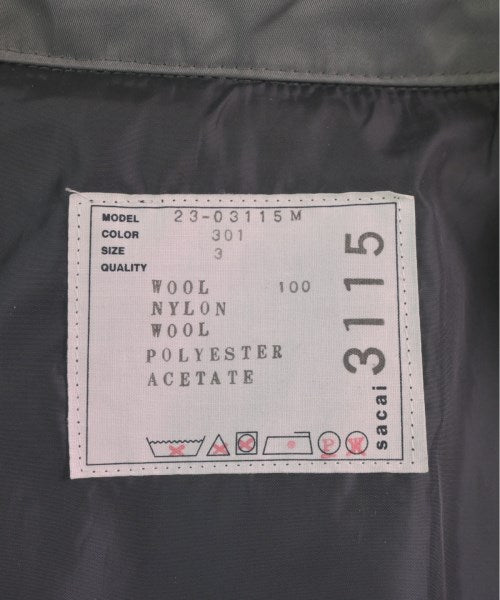 MODEL 23-03115M
COLOR 301
SIZE 3
QUALITY
WOOL 100
NYLON
WOOL
POLYESTER
ACETATE
P W
sacai 3115